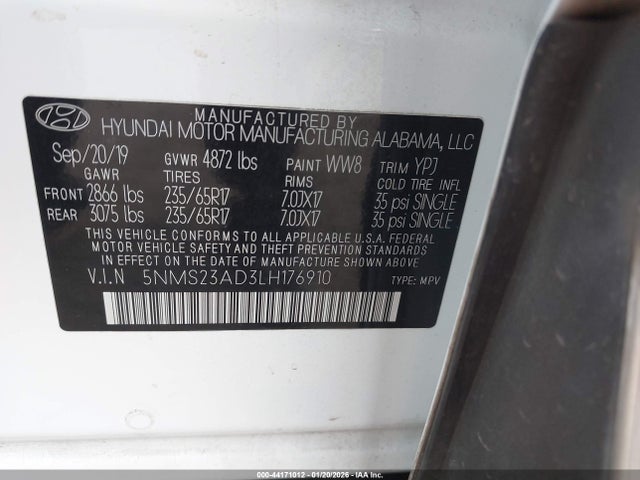 MANUFACTURED BY
HYUNDAI MOTOR MANUFACTURING ALABAMA, LLC
Sep/20/19 GVWR 4872 lbs PAINT WW8 TRIM YPJ
GAWR TIRES RIMS COLD TIRE INFL
FRONT 2866 lbs 235/65R17 7.0JX17 35 psi SINGLE
REAR 3075 lbs 235/65R17 7.0JX17 35 psi SINGLE
THIS VEHICLE CONFORMS TO ALL APPLICABLE U.S.A. FEDERAL
MOTOR VEHICLE SAFETY AND THEFT PREVENTION STANDARDS
IN EFFECT ON THE DATE OF MANUFACTURE SHOWN ABOVE.
V.I.N 5NMS23AD3LH176910 TYPE: MPV
000-44171012 - 01/20/2026 - IAA Inc.